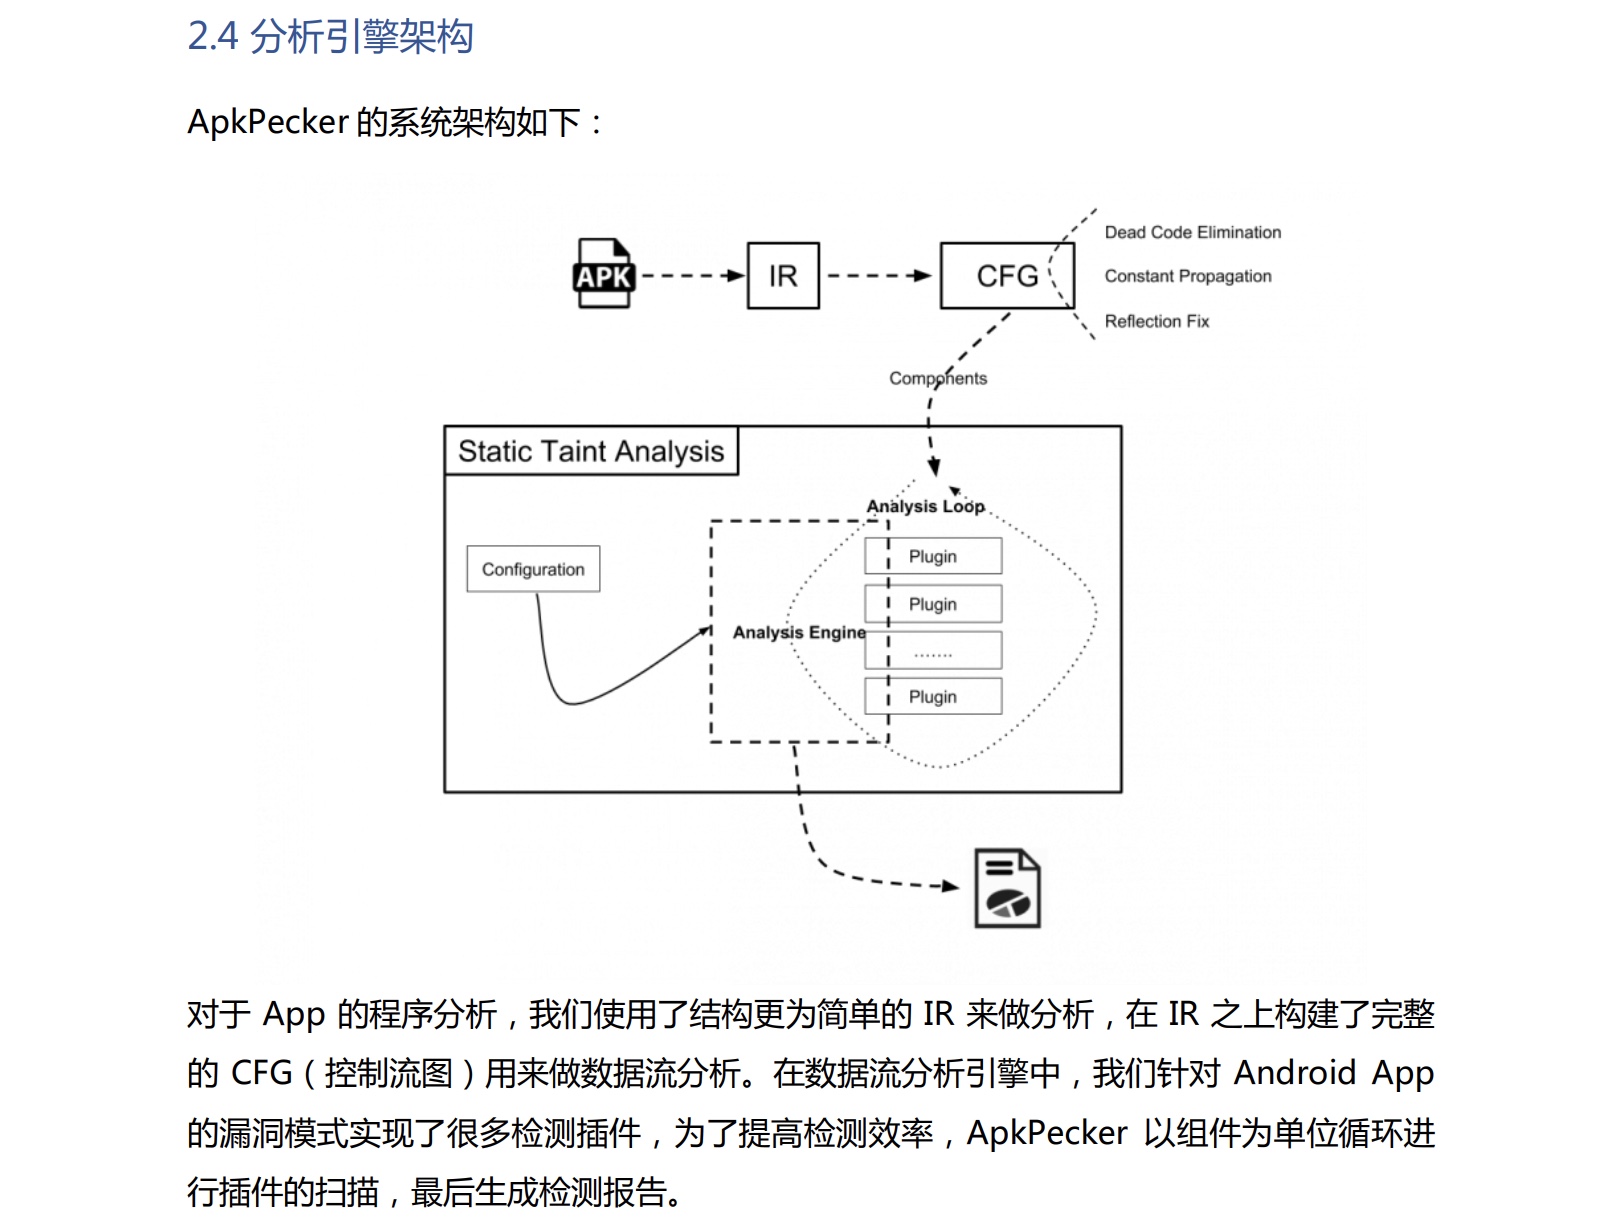 2.4 分析引擎架构
ApkPecker 的系统架构如下：
APK
IR
CFG
Dead Code Elimination
Constant Propagation
Reflection Fix
Components
Static Taint Analysis
Analysis Loop
Configuration
Plugin
Plugin
Analysis Engine
.......
Plugin
对于 App 的程序分析，我们使用了结构更为简单的 IR 来做分析，在 IR 之上构建了完整
的 CFG（控制流图）用来做数据流分析。在数据流分析引擎中，我们针对 Android App
的漏洞模式实现了很多检测插件，为了提高检测效率，ApkPecker 以组件为单位循环进
行插件的扫描，最后生成检测报告。